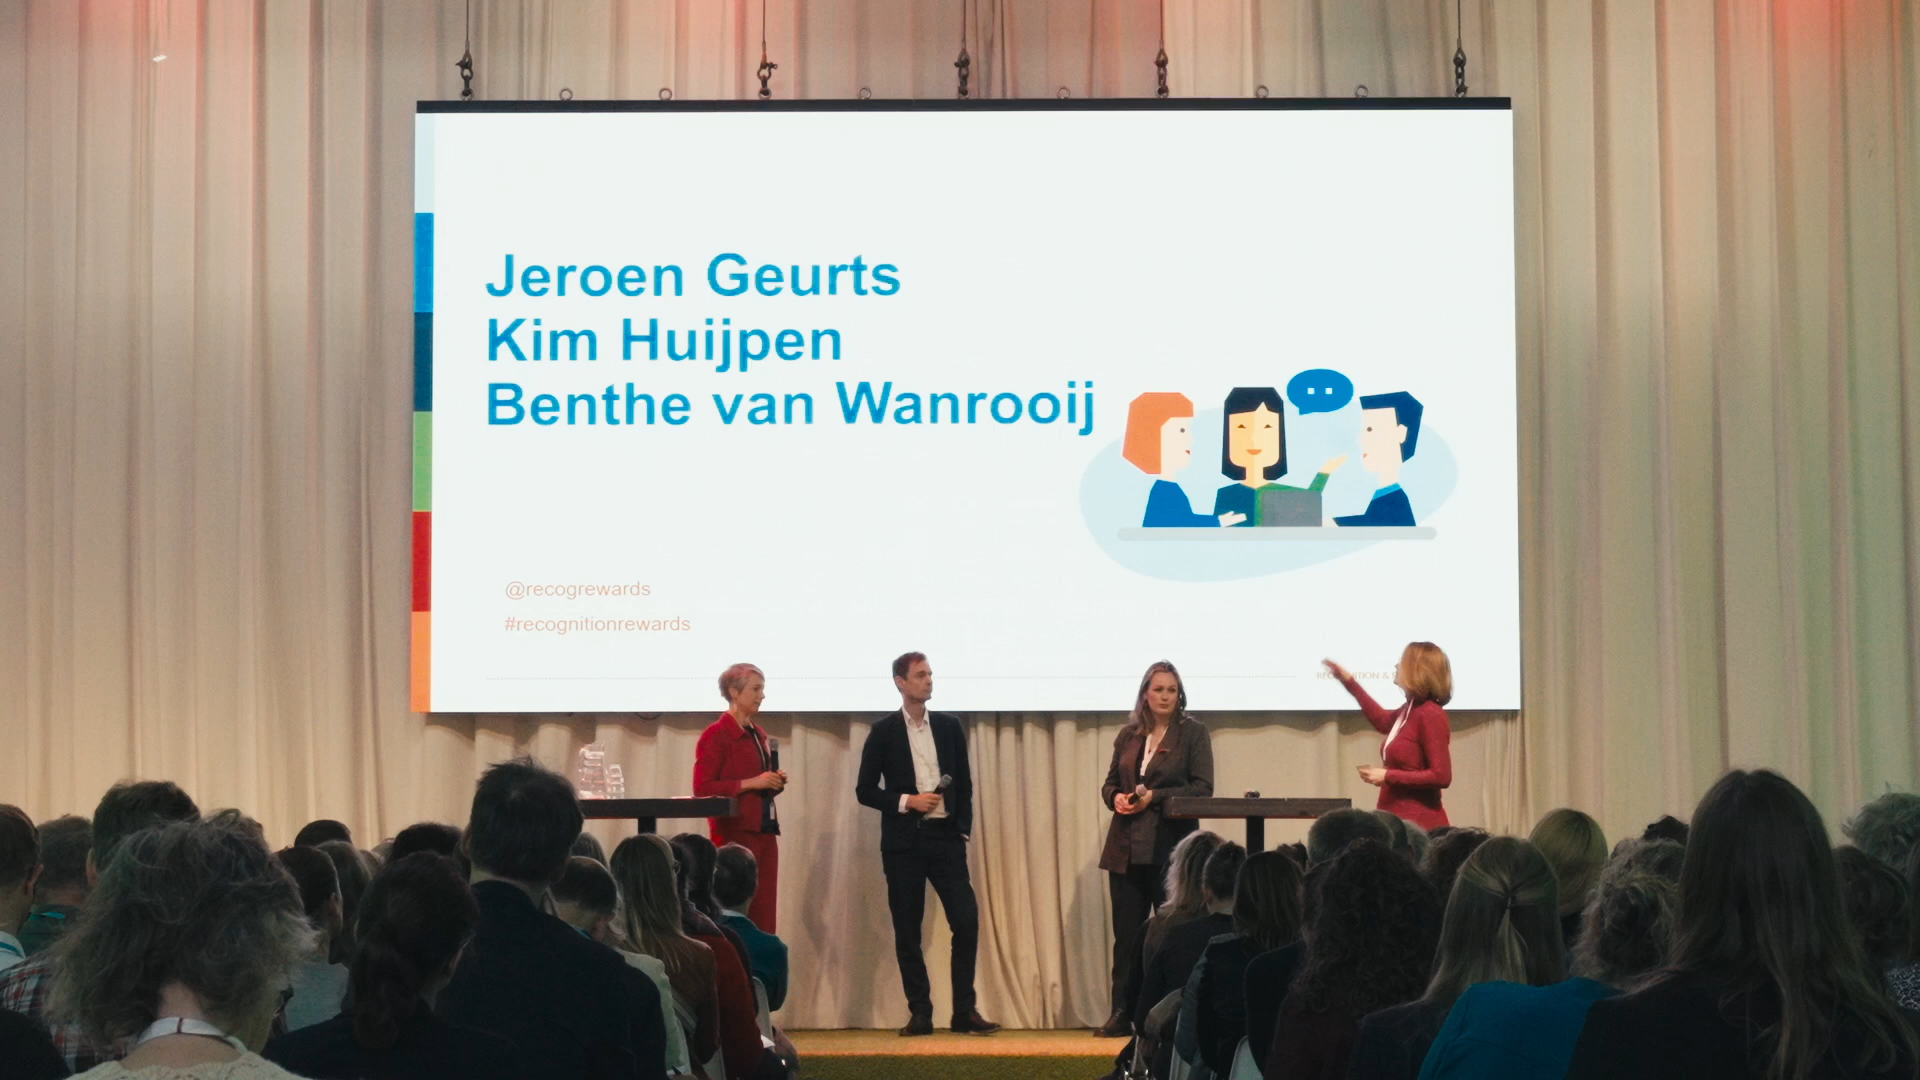 Jeroen Geurts
Kim Huijpen
Benthe van Wanrooij
@recogrewards
#recognitionrewards